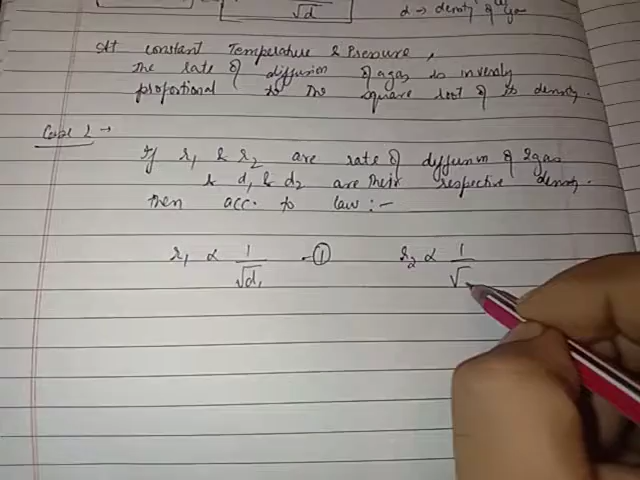 √d
d → density of gas
At constant Temperature & Pressure,
the rate of diffusion of a gas is inversly
proportional to the square root of its density.
Case 1 →
If r₁ & r₂ are rate of diffusion of 2 gas
& d₁ & d₂ are their respective density.
then acc. to law :-
r₁ ∝ 1/√d₁ -① r₂ ∝ 1/√